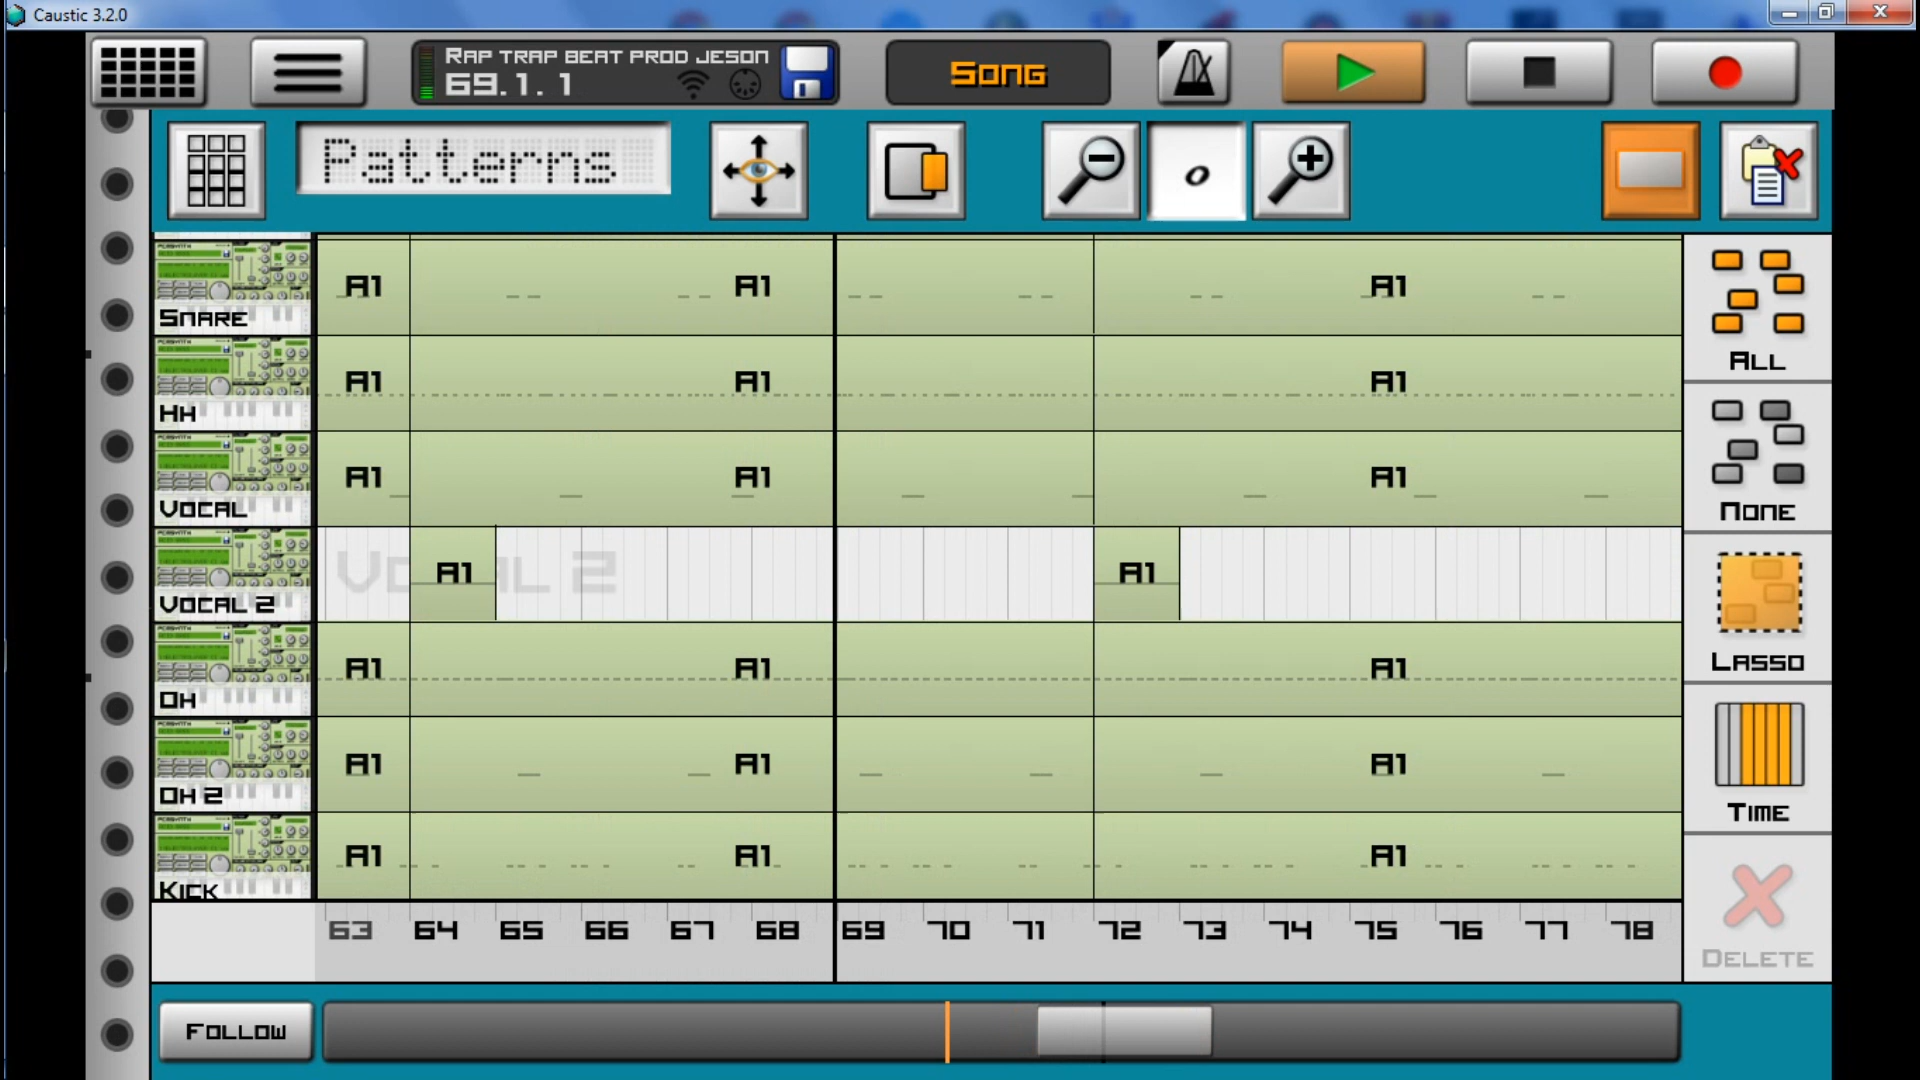 Caustic 3.2.0
Rap trap beat prod Jeson
69.1.1
Song
Patterns
Snare
A1 A1 A1
Hh
A1 A1 A1
Vocal
A1 A1 A1
Vocal 2
A1 A1
Vocal 2
Oh
A1 A1 A1
Oh 2
A1 A1 A1
Kick
A1 A1 A1
63 64 65 66 67 68 69 70 71 72 73 74 75 76 77 78
All
None
Lasso
Time
Delete
Follow